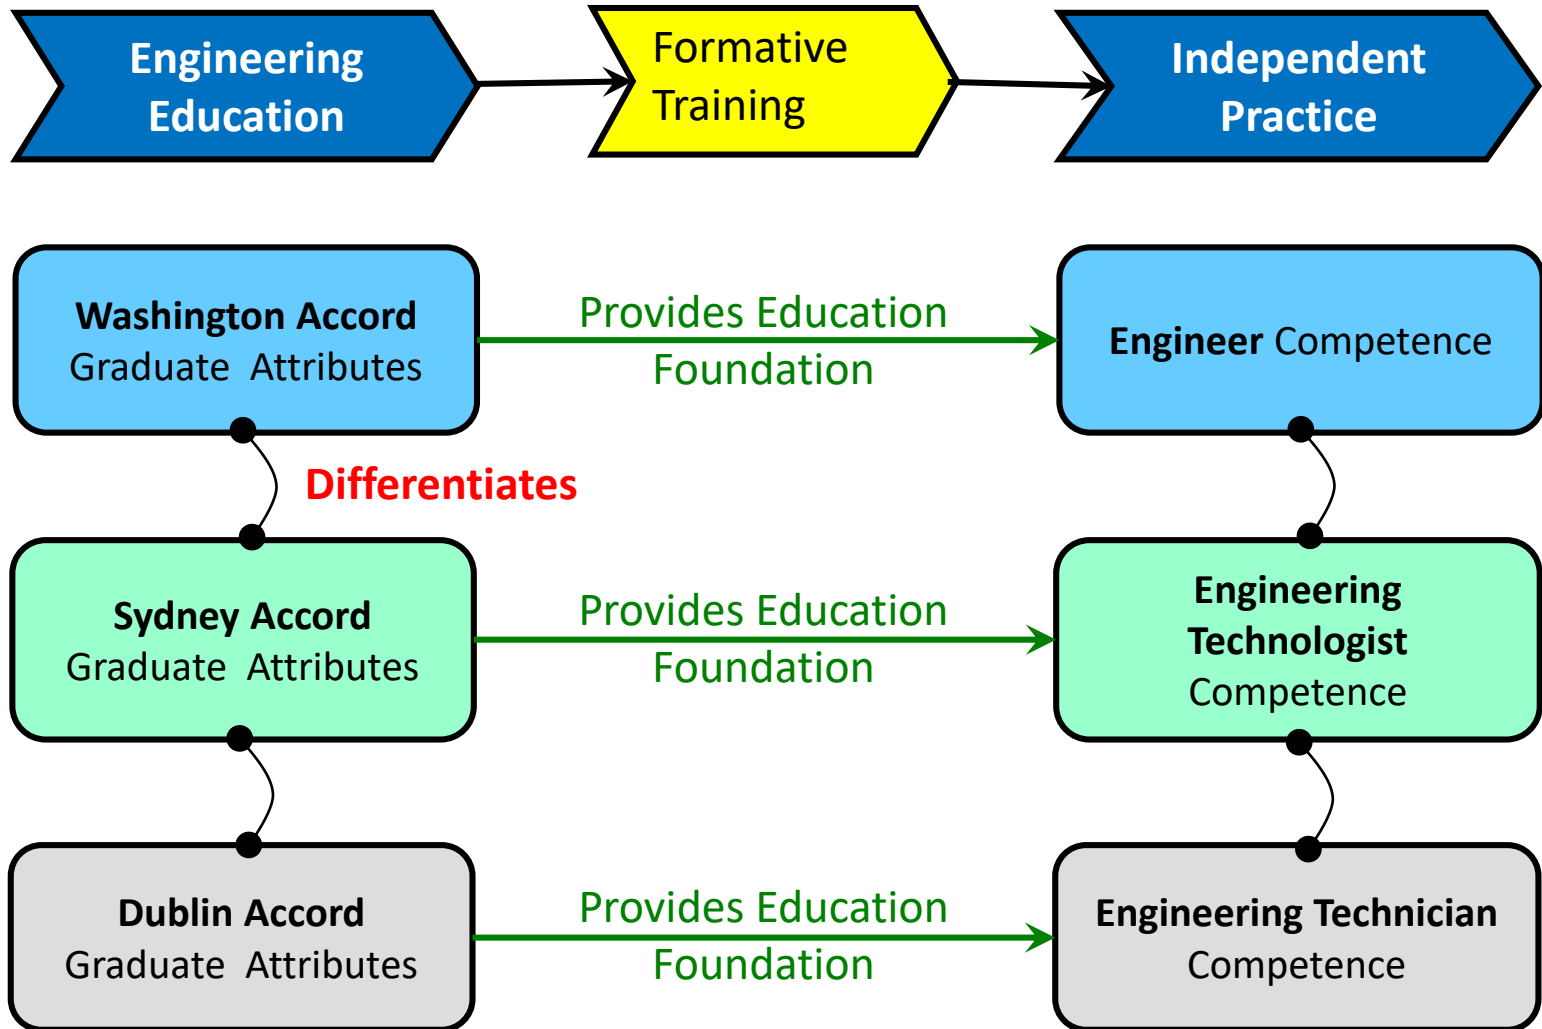 Engineering
Education
Formative
Training
Independent
Practice
Washington Accord
Graduate  Attributes
Provides Education
Foundation
Engineer Competence
Differentiates
Sydney Accord
Graduate  Attributes
Provides Education
Foundation
Engineering
Technologist
Competence
Dublin Accord
Graduate  Attributes
Provides Education
Foundation
Engineering Technician
Competence